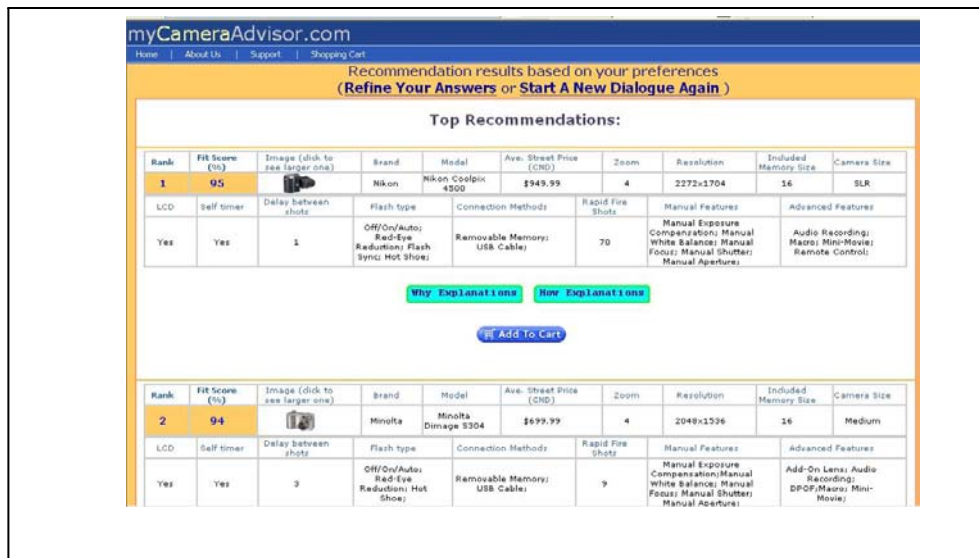 myCameraAdvisor.com
Home | About Us | Support | Shopping Cart
Recommendation results based on your preferences
(Refine Your Answers or Start A New Dialogue Again )
Top Recommendations:
Rank Fit Score (%) Image (click to see larger one) Brand Model Ave. Street Price (CND) Zoom Resolution Included Memory Size Camera Size
1 95 Nikon Nikon Coolpix 4500 $949.99 4 2272x1704 16 SLR
LCD Self timer Delay between shots Flash type Connection Methods Rapid Fire Shots Manual Features Advanced Features
Yes Yes 1 Off/On/Auto; Red-Eye Reduction; Flash Sync; Hot Shoe; Removable Memory; USB Cable; 70 Manual Exposure Compensation; Manual White Balance; Manual Focus; Manual Shutter; Manual Aperture; Audio Recording; Macro; Mini-Movie; Remote Control;
Why Explanations How Explanations
Add To Cart
Rank Fit Score (%) Image (click to see larger one) Brand Model Ave. Street Price (CND) Zoom Resolution Included Memory Size Camera Size
2 94 Minolta Minolta Dimage S304 $699.99 4 2048x1536 16 Medium
LCD Self timer Delay between shots Flash type Connection Methods Rapid Fire Shots Manual Features Advanced Features
Yes Yes 3 Off/On/Auto; Red-Eye Reduction; Hot Shoe; Removable Memory; USB Cable; 9 Manual Exposure Compensation;Manual White Balance; Manual Focus; Manual Shutter; Manual Aperture; Add-On Lens; Audio Recording; DPOF;Macro; Mini-Movie;